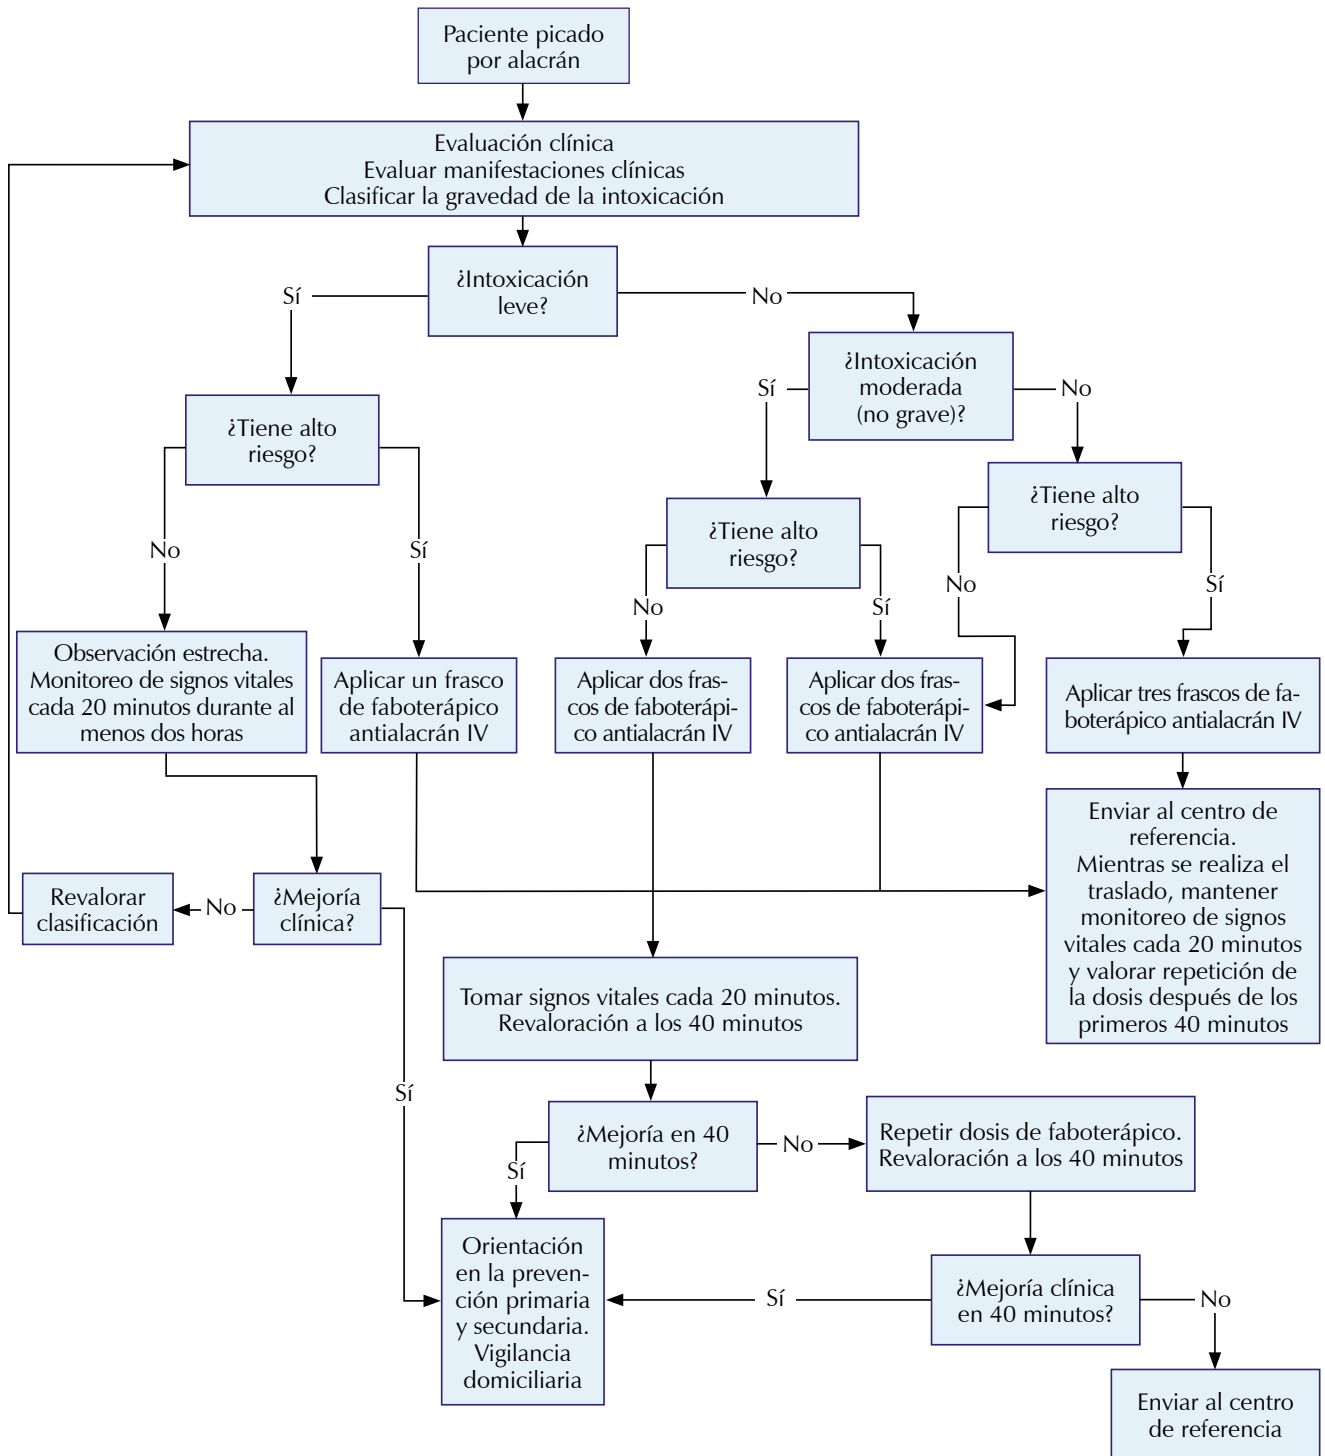 Paciente picado
por alacrán
Evaluación clínica
Evaluar manifestaciones clínicas
Clasificar la gravedad de la intoxicación
¿Intoxicación
leve?
Sí
No
¿Intoxicación
moderada
(no grave)?
Sí
No
¿Tiene alto
riesgo?
No
Sí
¿Tiene alto
riesgo?
No
Sí
¿Tiene alto
riesgo?
No
Sí
Observación estrecha.
Monitoreo de signos vitales
cada 20 minutos durante al
menos dos horas
Aplicar un frasco
de faboterápico
antialacrán IV
Aplicar dos fras-
cos de faboterápi-
co antialacrán IV
Aplicar dos fras-
cos de faboterápi-
co antialacrán IV
Aplicar tres frascos de fa-
boterápico antialacrán IV
Enviar al centro de
referencia.
Mientras se realiza el
traslado, mantener
monitoreo de signos
vitales cada 20 minutos
y valorar repetición de
la dosis después de los
primeros 40 minutos
Revalorar
clasificación
No
¿Mejoría
clínica?
Sí
Tomar signos vitales cada 20 minutos.
Revaloración a los 40 minutos
¿Mejoría en 40
minutos?
Sí
No
Repetir dosis de faboterápico.
Revaloración a los 40 minutos
Orientación
en la preven-
ción primaria
y secundaria.
Vigilancia
domiciliaria
Sí
¿Mejoría clínica
en 40 minutos?
No
Enviar al centro
de referencia